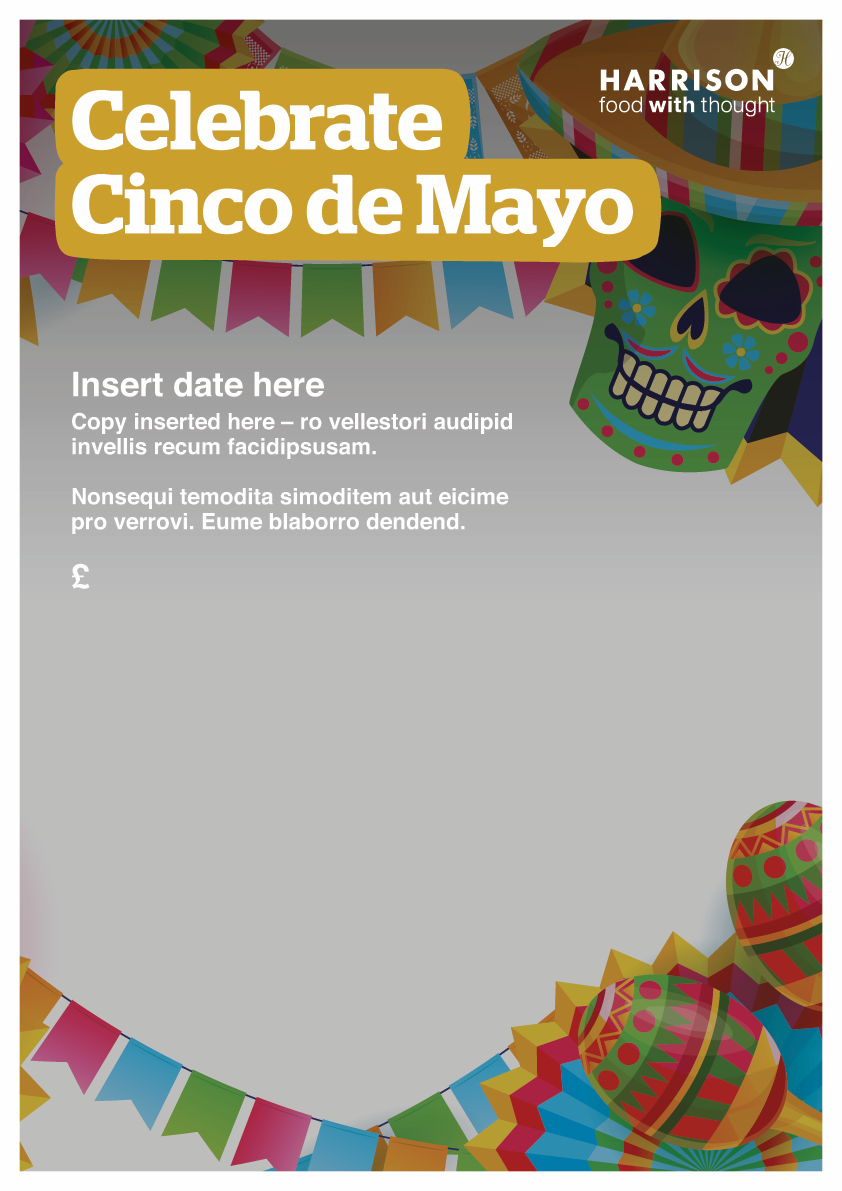 HARRISON
food with thought
Celebrate
Cinco de Mayo
Insert date here
Copy inserted here – ro vellestori audipid
invellis recum facidipsusam.
Nonsequi temodita simoditem aut eicime
pro verrovi. Eume blaborro dendend.
£